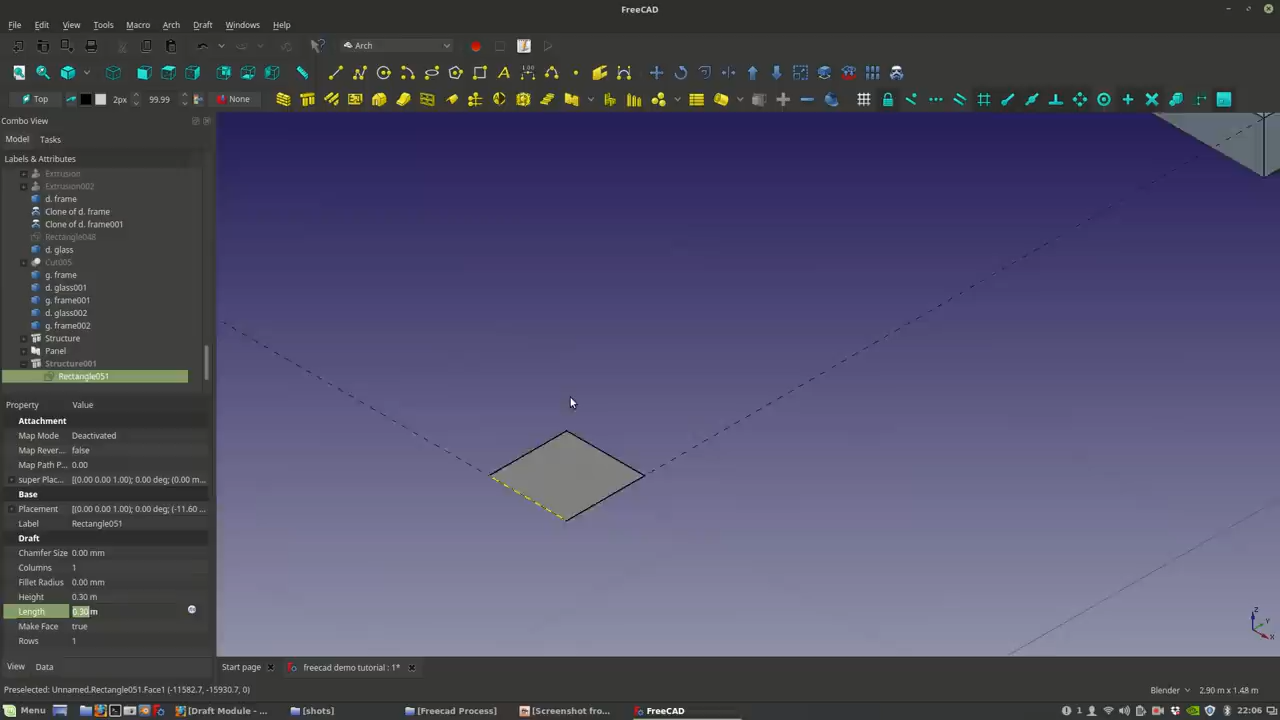 FreeCAD
File Edit View Tools Macro Arch Draft Windows Help
Arch
Top 2px 99.99 None
Combo View
Model Tasks
Labels & Attributes
Extrusion
Extrusion002
d. frame
Clone of d. frame
Clone of d. frame001
Rectangle048
d. glass
Cut005
g. frame
d. glass001
g. frame001
d. glass002
g. frame002
Structure
Panel
Structure001
Rectangle051
Property Value
Attachment
Map Mode Deactivated
Map Rever... false
Map Path P... 0.00
super Plac... [(0.00 0.00 1.00); 0.00 deg; (0.00 m...
Base
Placement [(0.00 0.00 1.00); 0.00 deg; (-11.60 ...
Label Rectangle051
Draft
Chamfer Size 0.00 mm
Columns 1
Fillet Radius 0.00 mm
Height 0.30 m
Length 0.30 m
Make Face true
Rows 1
Z
Y
X
View Data
Start page freecad demo tutorial : 1*
Preselected: Unnamed.Rectangle051.Face1 (-11582.7, -15930.7, 0)
Blender 2.90 m x 1.48 m
Menu [Draft Module - ... [shots] [Freecad Process] [Screenshot fro... FreeCAD 1 22:06